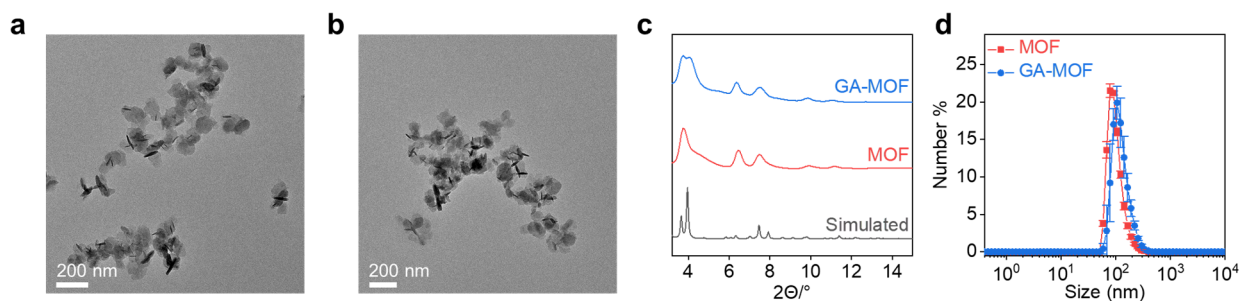 a
200 nm
b
200 nm
c
GA-MOF
MOF
Simulated
4 6 8 10 12 14
2Θ/°
d
MOF
GA-MOF
Number %
25
20
15
10
5
0
10⁰ 10¹ 10² 10³ 10⁴
Size (nm)